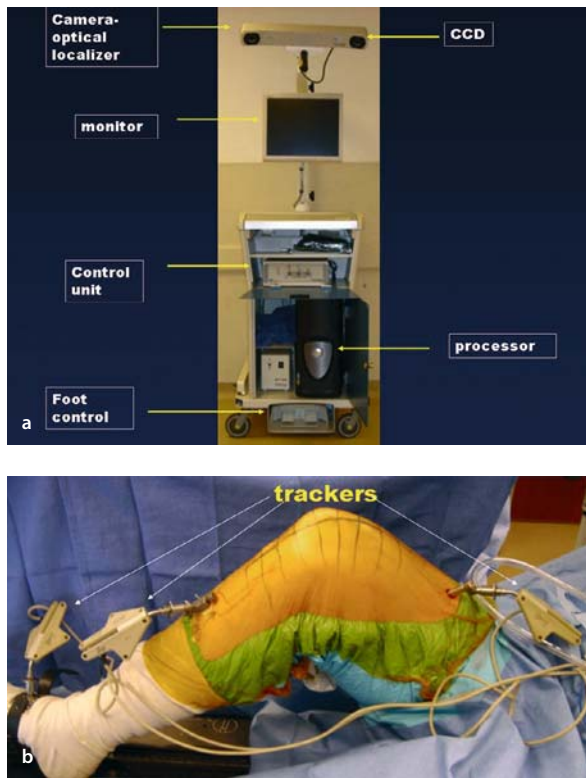 Camera-
optical
localizer
CCD
monitor
Control
unit
processor
Foot
control
a
trackers
b